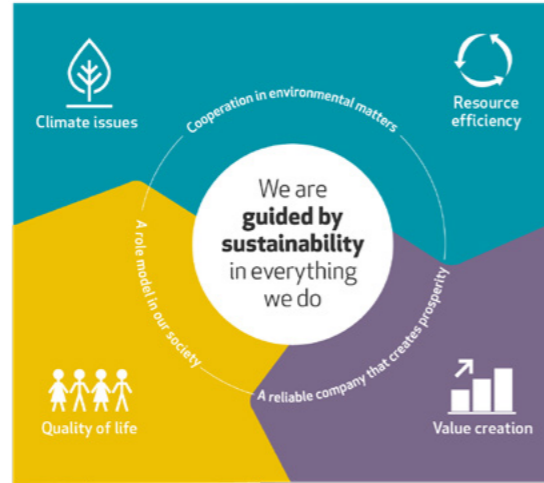 Climate issues
Resource
efficiency
Cooperation in environmental matters
We are
guided by
sustainability
in everything
we do
A role model in our society
A reliable company that creates prosperity
Quality of life
Value creation